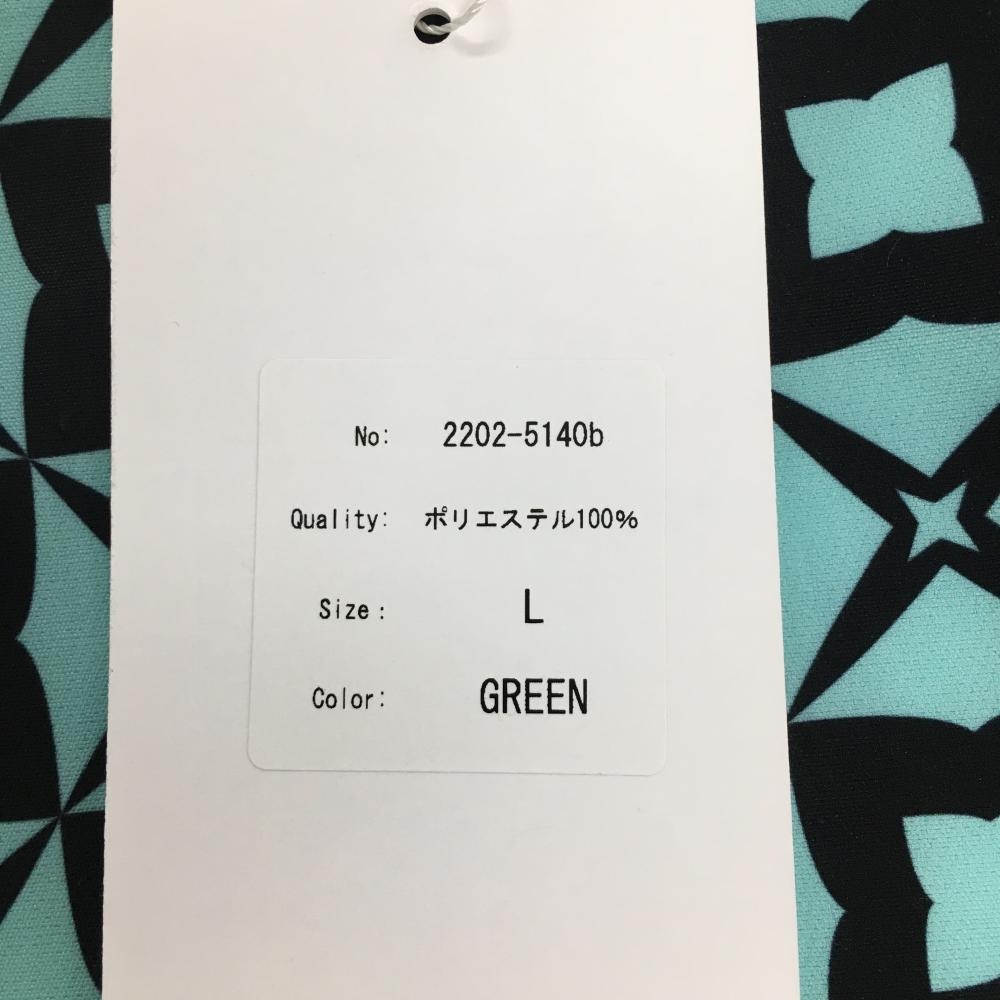 No: 2202-5140b
Quality: ポリエステル100%
Size: L
Color: GREEN